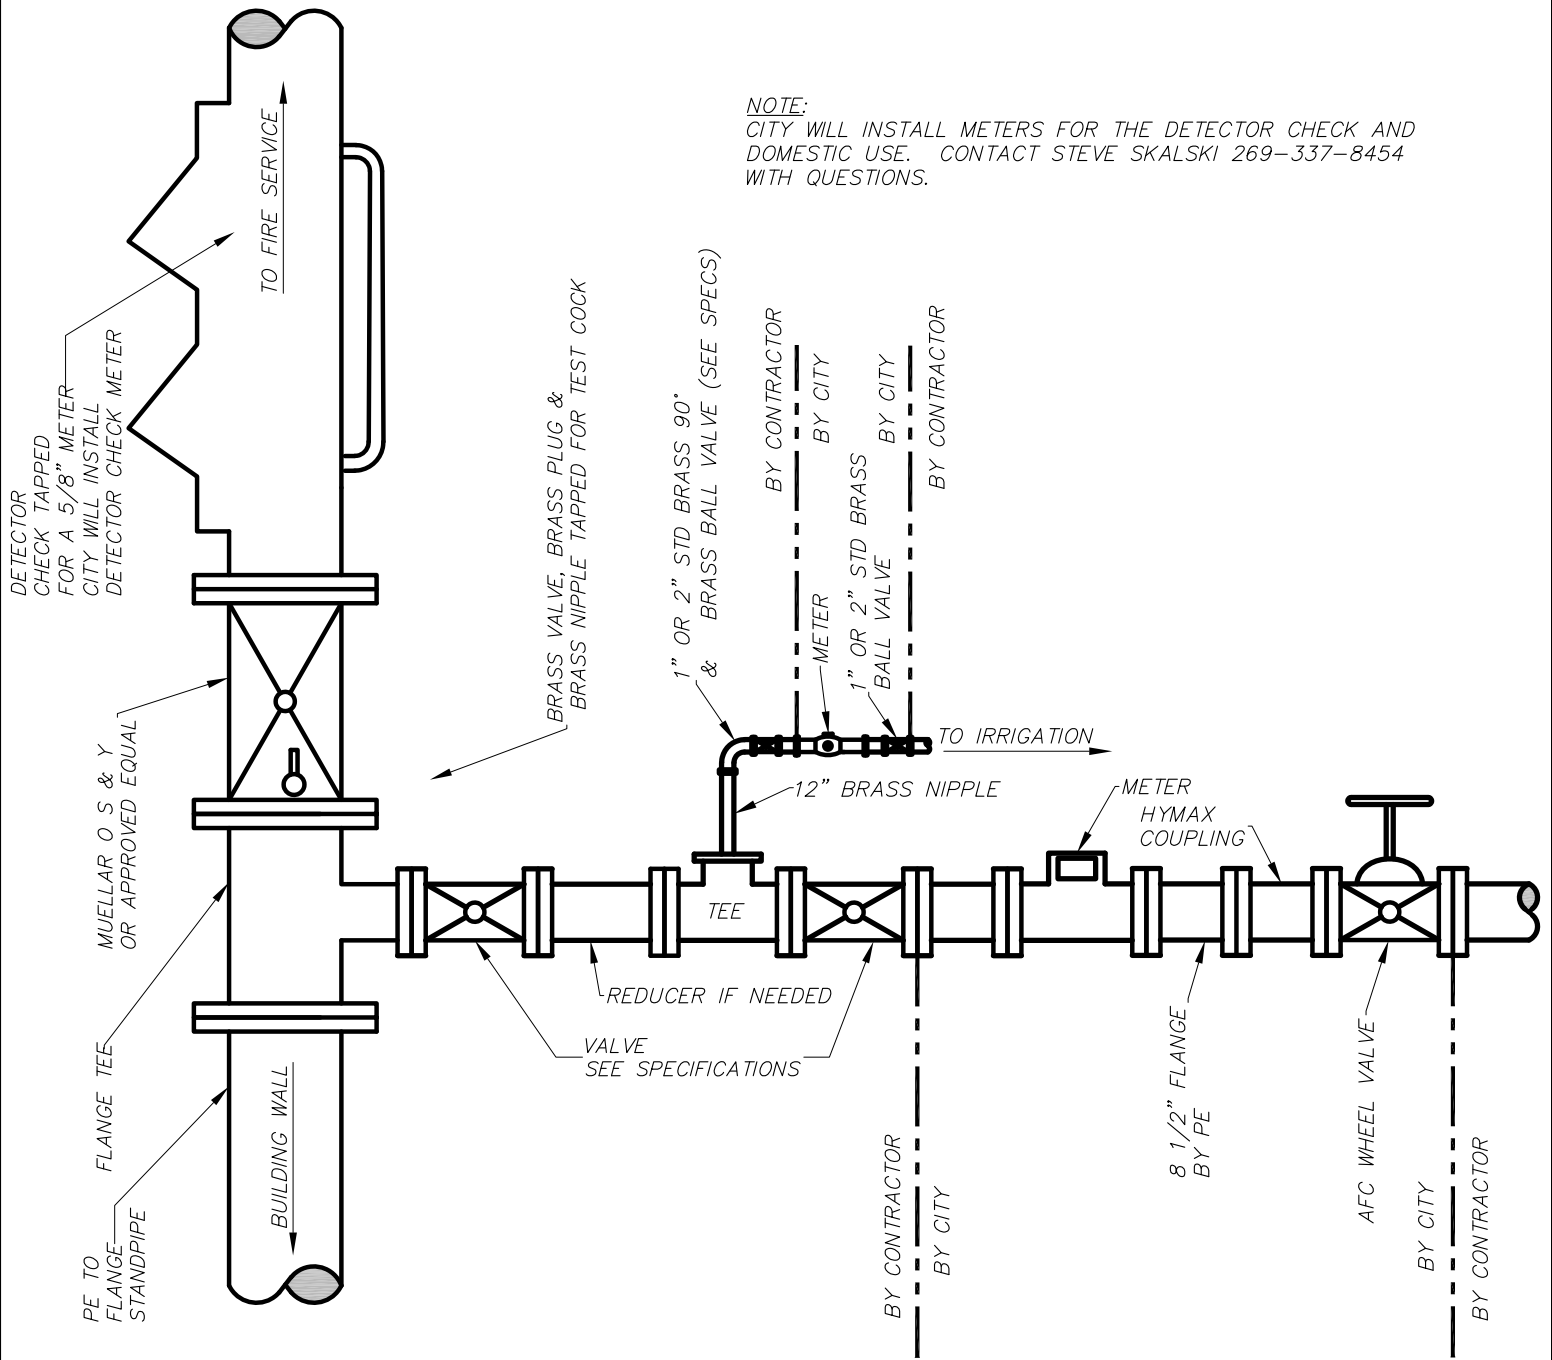 NOTE:
CITY WILL INSTALL METERS FOR THE DETECTOR CHECK AND
DOMESTIC USE. CONTACT STEVE SKALSKI 269-337-8454
WITH QUESTIONS.
DETECTOR
CHECK TAPPED
FOR A 5/8" METER
CITY WILL INSTALL
DETECTOR CHECK METER
TO FIRE SERVICE
MUELLAR O S & Y
OR APPROVED EQUAL
BRASS VALVE, BRASS PLUG &
BRASS NIPPLE TAPPED FOR TEST COCK
1" OR 2" STD BRASS 90°
& BRASS BALL VALVE (SEE SPECS)
BY CONTRACTOR
BY CITY
METER
1" OR 2" STD BRASS
BALL VALVE
BY CITY
BY CONTRACTOR
TO IRRIGATION
12" BRASS NIPPLE
METER
HYMAX
COUPLING
TEE
REDUCER IF NEEDED
VALVE
SEE SPECIFICATIONS
FLANGE TEE
PE TO
FLANGE
STANDPIPE
BUILDING WALL
BY CONTRACTOR
BY CITY
8 1/2" FLANGE
BY PE
AFC WHEEL VALVE
BY CITY
BY CONTRACTOR